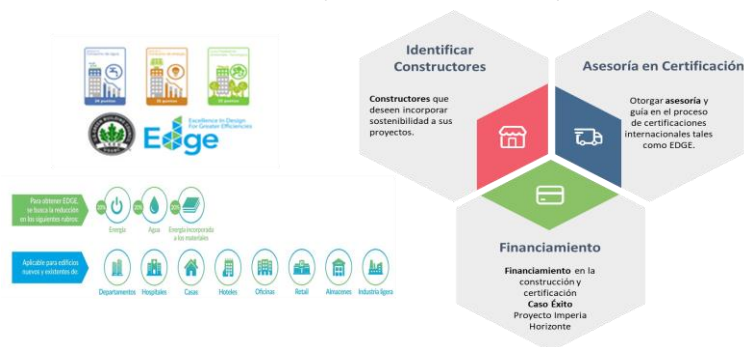 Edge
Excellence In Design
For Greater Efficiencies
Para obtener EDGE,
se busca la reducción
en los siguientes rubros:
20%
Energía
20%
Agua
20%
Energía incorporada
a los materiales
Aplicable para edificios
nuevos y existentes de:
Departamentos
Hospitales
Casas
Hoteles
Oficinas
Retail
Almacenes
Industria ligera
Identificar
Constructores
Constructores que
deseen incorporar
sostenibilidad a sus
proyectos.
Asesoría en Certificación
Otorgar asesoría y
guía en el proceso
de certificaciones
internacionales tales
como EDGE.
Financiamiento
Financiamiento en la
construcción y
certificación
Caso Éxito
Proyecto Imperia
Horizonte